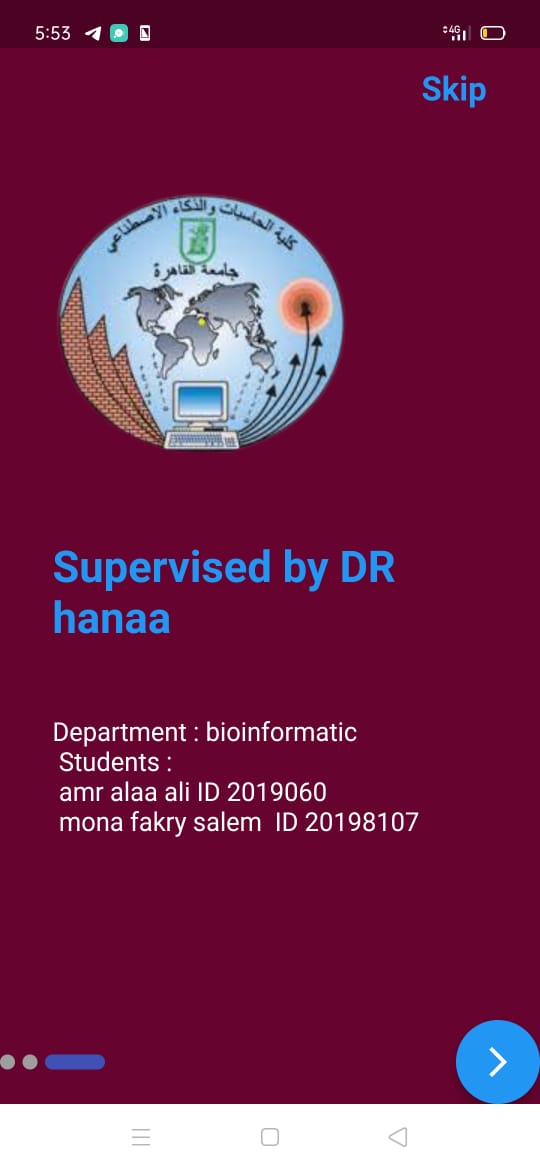 5:53
4G
Skip
كلية الحاسبات والذكاء الاصطناعي
جامعة القاهرة
Supervised by DR
hanaa
Department : bioinformatic
Students :
amr alaa ali ID 2019060
mona fakry salem  ID 20198107